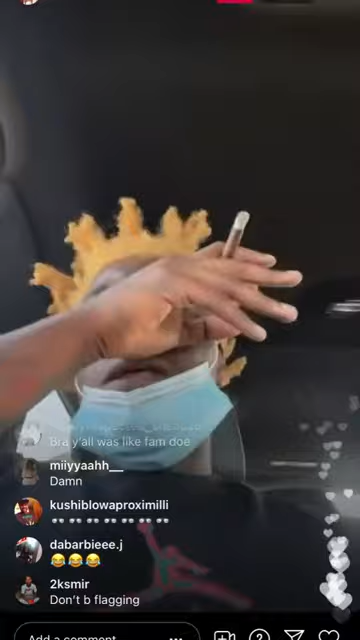 Bra y'all was like fam doe
miiyyaahh__
Damn
kushiblowaproximilli
🕶🕶🕶🕶🕶🕶🕶
dabarbieee.j
😂😂😂
2ksmir
Don't b flagging
Add a comment